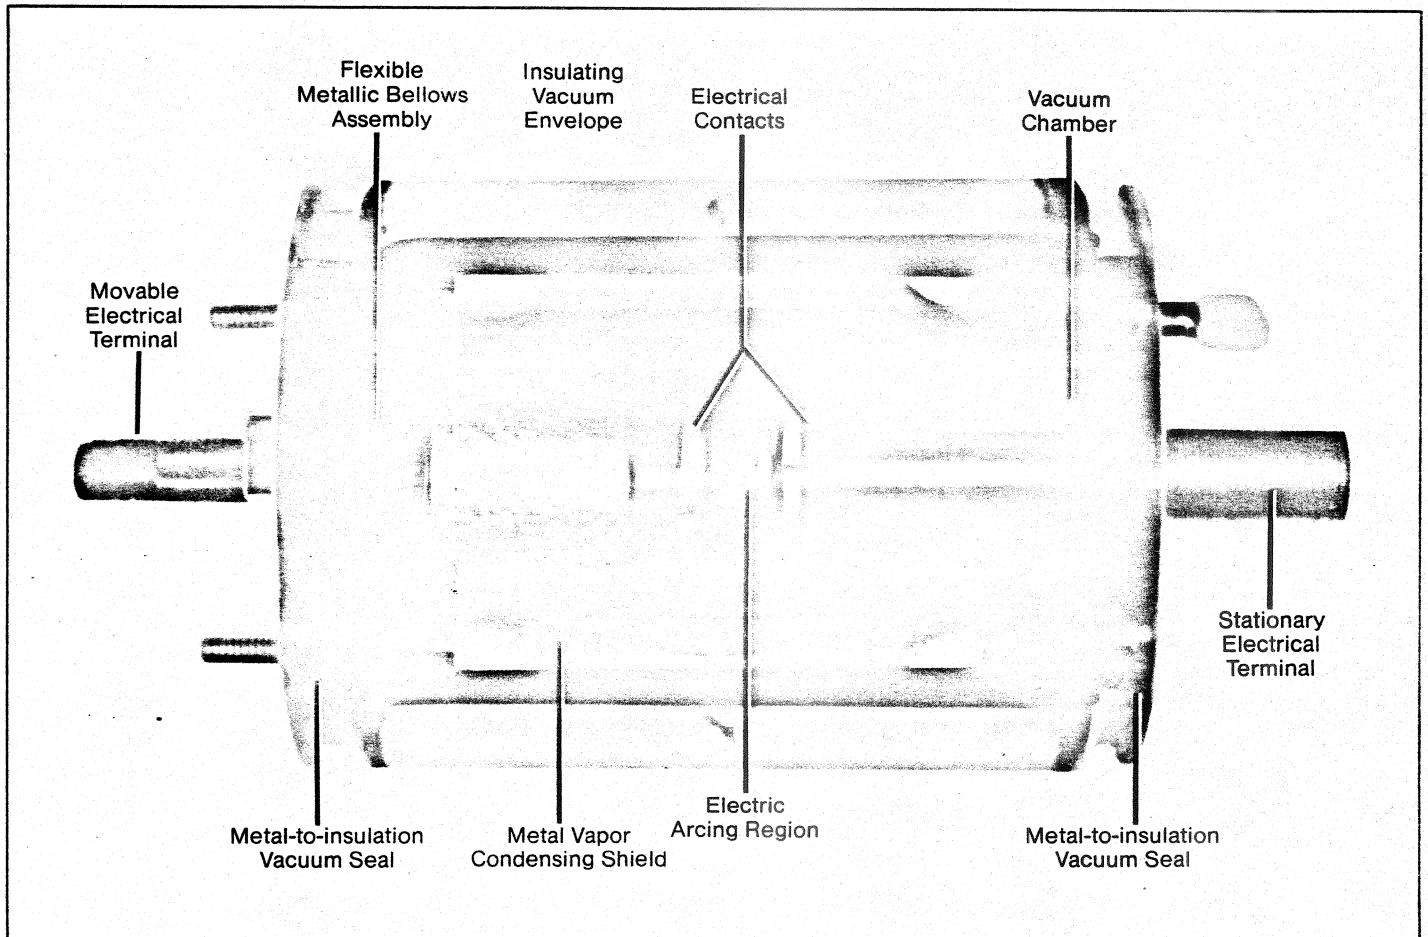 Flexible
Metallic Bellows
Assembly
Insulating
Vacuum
Envelope
Electrical
Contacts
Vacuum
Chamber
Movable
Electrical
Terminal
Stationary
Electrical
Terminal
Metal-to-insulation
Vacuum Seal
Metal Vapor
Condensing Shield
Electric
Arcing Region
Metal-to-insulation
Vacuum Seal